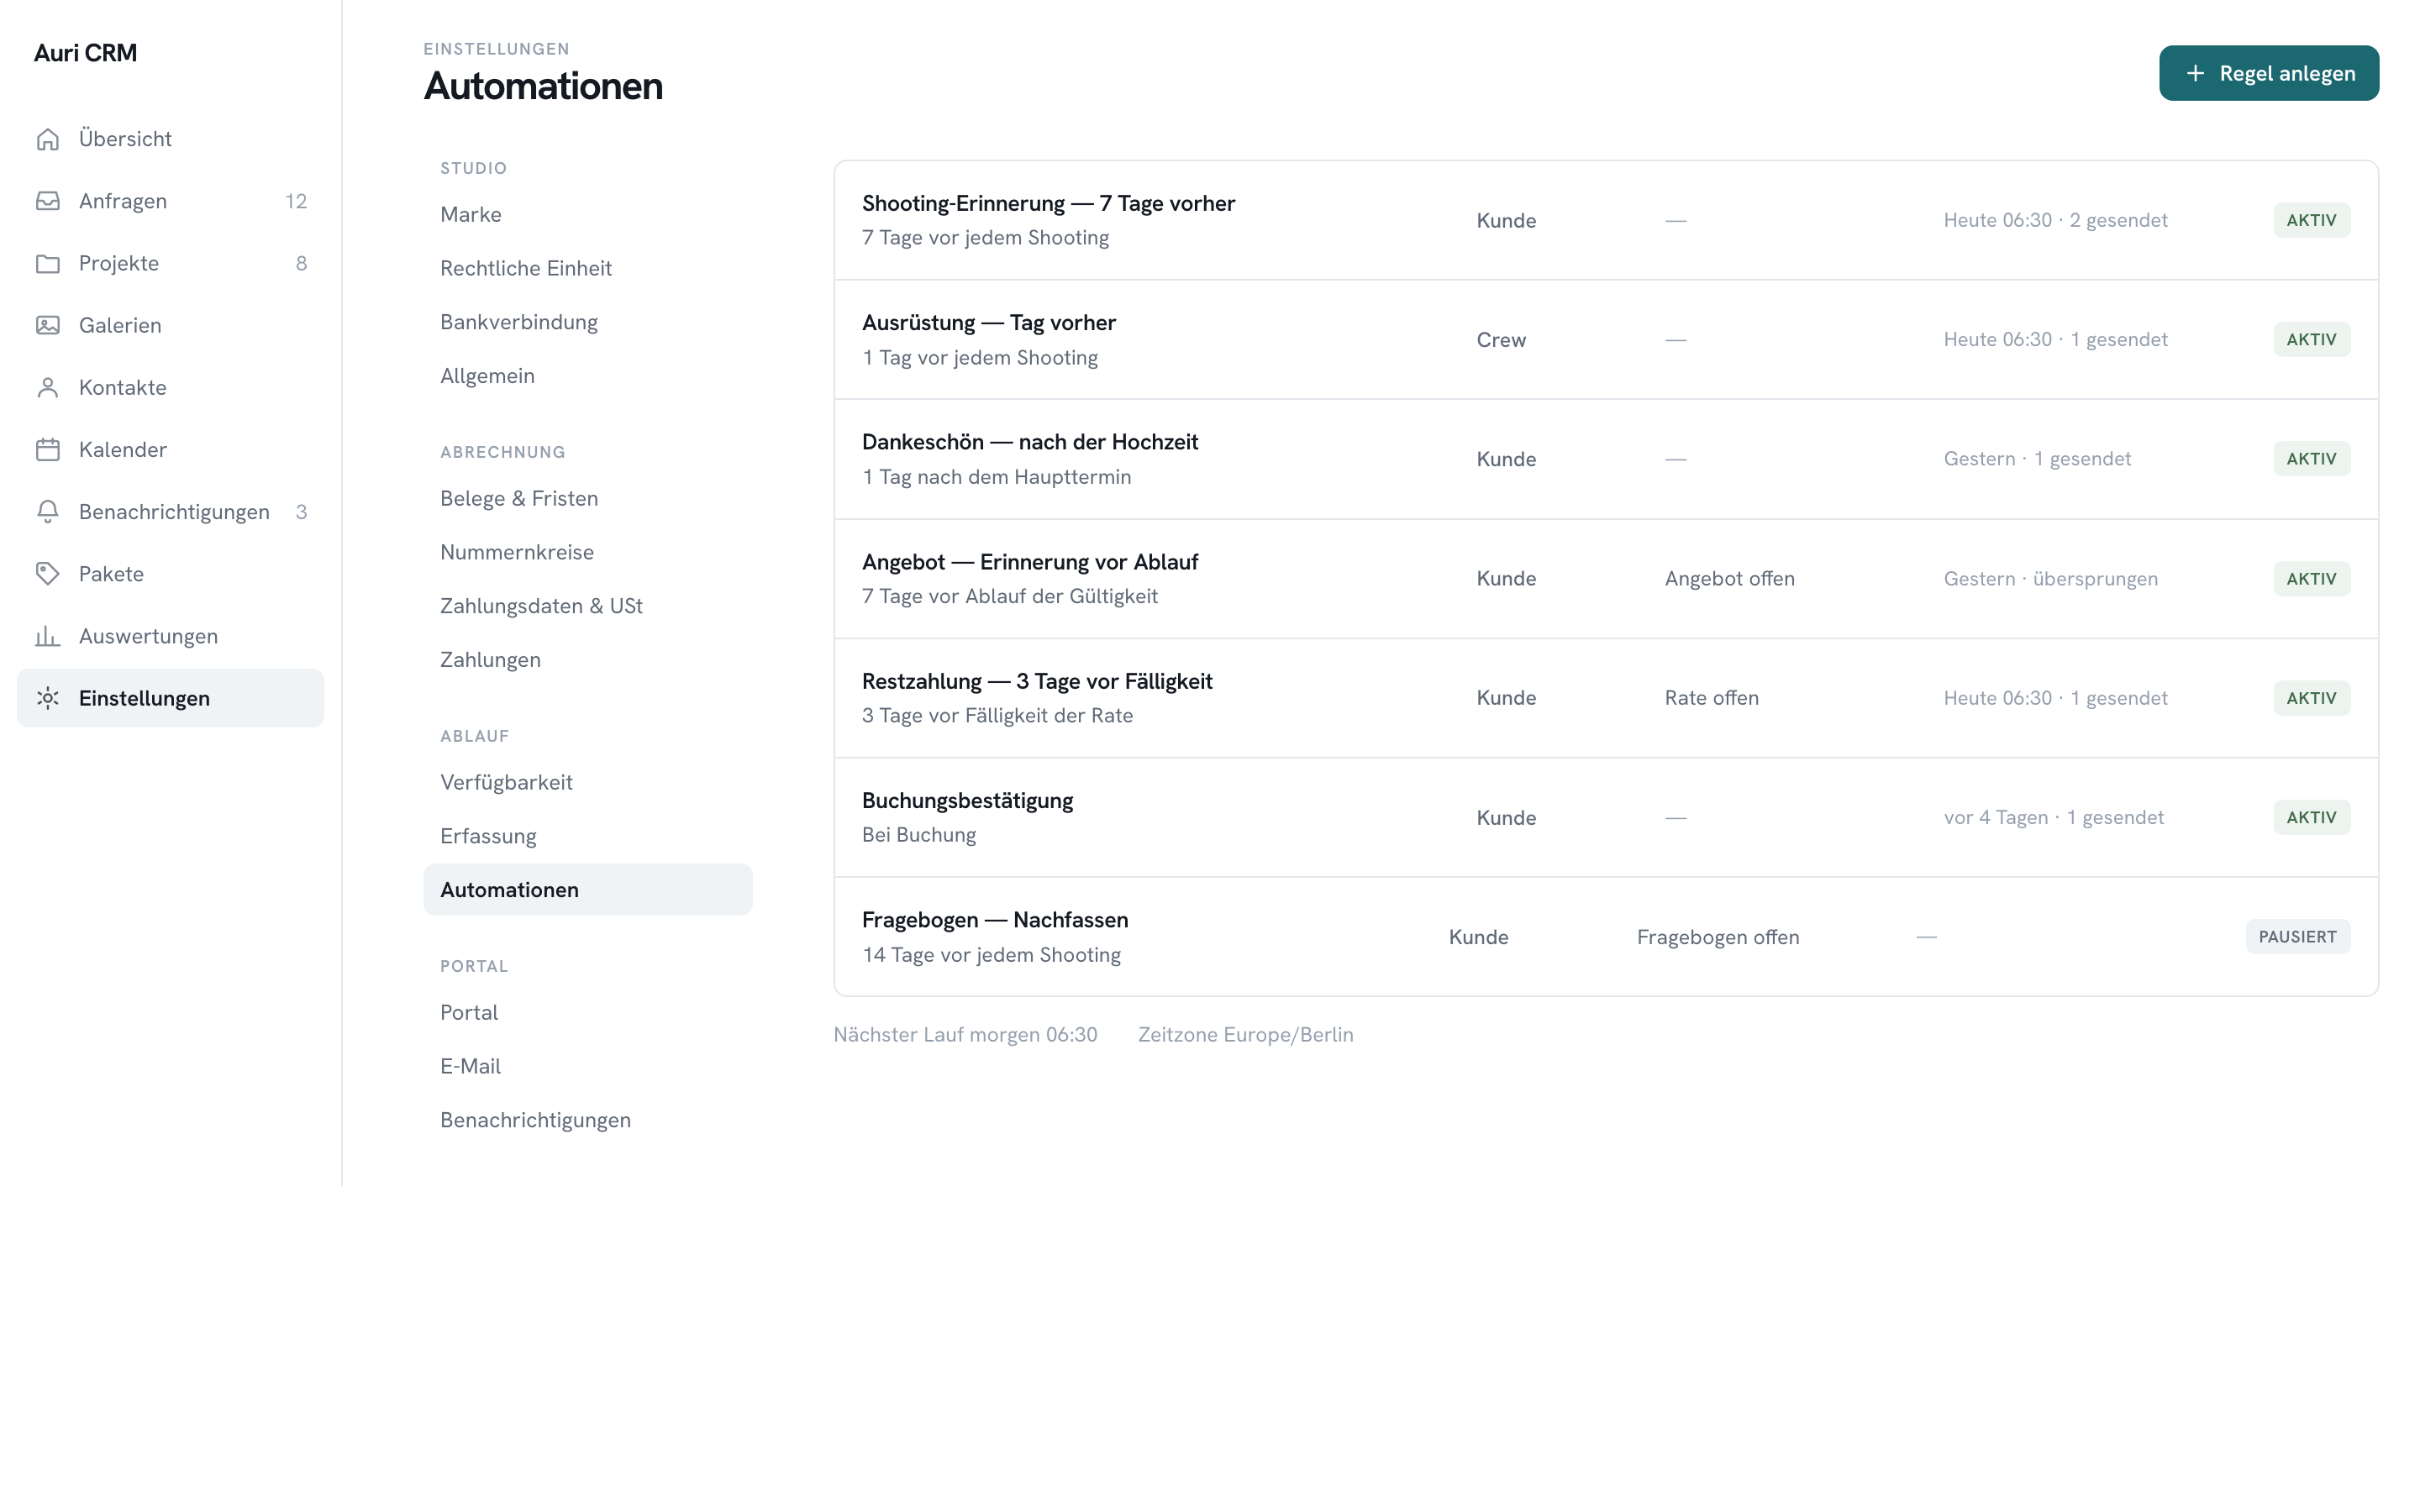 Auri CRM
Übersicht
Anfragen 12
Projekte 8
Galerien
Kontakte
Kalender
Benachrichtigungen 3
Pakete
Auswertungen
Einstellungen
EINSTELLUNGEN
Automationen
+ Regel anlegen
STUDIO
Marke
Rechtliche Einheit
Bankverbindung
Allgemein
ABRECHNUNG
Belege & Fristen
Nummernkreise
Zahlungsdaten & USt
Zahlungen
ABLAUF
Verfügbarkeit
Erfassung
Automationen
PORTAL
Portal
E-Mail
Benachrichtigungen
Shooting-Erinnerung — 7 Tage vorher
7 Tage vor jedem Shooting
Kunde — Heute 06:30 · 2 gesendet AKTIV
Ausrüstung — Tag vorher
1 Tag vor jedem Shooting
Crew — Heute 06:30 · 1 gesendet AKTIV
Dankeschön — nach der Hochzeit
1 Tag nach dem Haupttermin
Kunde — Gestern · 1 gesendet AKTIV
Angebot — Erinnerung vor Ablauf
7 Tage vor Ablauf der Gültigkeit
Kunde Angebot offen Gestern · übersprungen AKTIV
Restzahlung — 3 Tage vor Fälligkeit
3 Tage vor Fälligkeit der Rate
Kunde Rate offen Heute 06:30 · 1 gesendet AKTIV
Buchungsbestätigung
Bei Buchung
Kunde — vor 4 Tagen · 1 gesendet AKTIV
Fragebogen — Nachfassen
14 Tage vor jedem Shooting
Kunde Fragebogen offen — PAUSIERT
Nächster Lauf morgen 06:30 Zeitzone Europe/Berlin